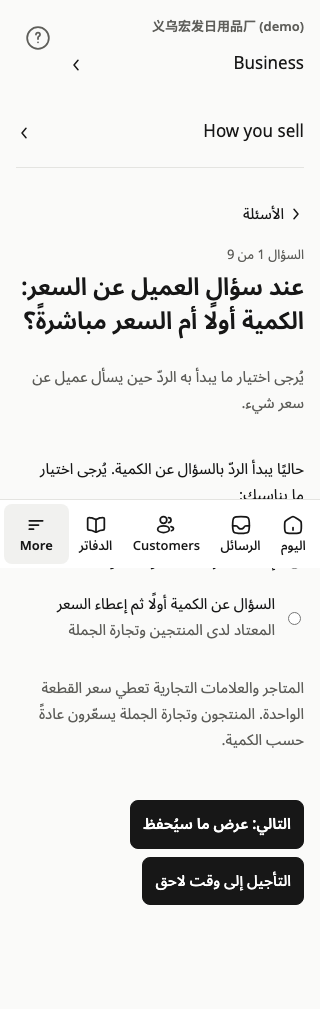 义乌宏发日用品厂 (demo)
Business
How you sell
الأسئلة
السؤال 1 من 9
عند سؤال العميل عن السعر:
الكمية أولًا أم السعر مباشرةً؟
يُرجى اختيار ما يبدأ به الردّ حين يسأل عميل عن
سعر شيء.
حاليًا يبدأ الردّ بالسؤال عن الكمية. يُرجى اختيار
ما يناسبك:
اليوم
الرسائل
Customers
الدفاتر
More
السؤال عن الكمية أولًا ثم إعطاء السعر
المعتاد لدى المنتجين وتجارة الجملة
المتاجر والعلامات التجارية تعطي سعر القطعة
الواحدة. المنتجون وتجارة الجملة يسعّرون عادةً
حسب الكمية.
التالي: عرض ما سيُحفظ
التأجيل إلى وقت لاحق